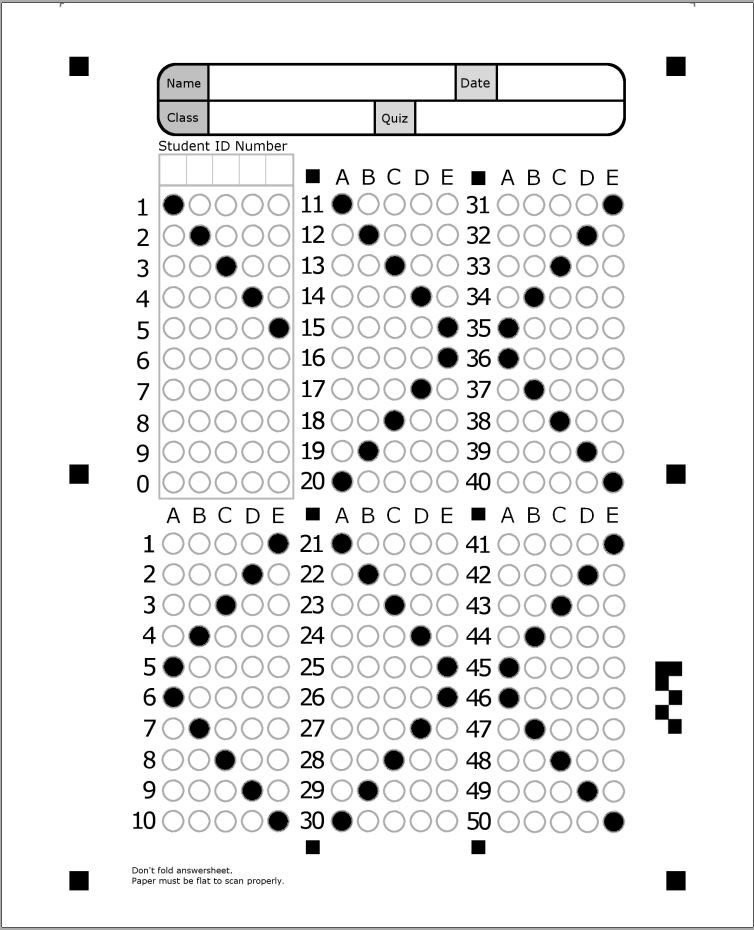 Name Date
Class Quiz
Student ID Number
A B C D E A B C D E
1 11 31
2 12 32
3 13 33
4 14 34
5 15 35
6 16 36
7 17 37
8 18 38
9 19 39
0 20 40
A B C D E A B C D E A B C D E
1 21 41
2 22 42
3 23 43
4 24 44
5 25 45
6 26 46
7 27 47
8 28 48
9 29 49
10 30 50
Don't fold answersheet.
Paper must be flat to scan properly.